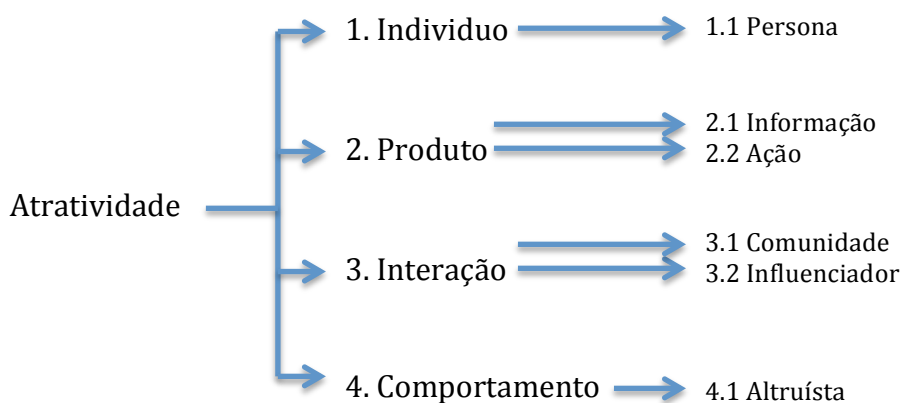 1. Individuo
1.1 Persona
2. Produto
2.1 Informação
2.2 Ação
Atratividade
3. Interação
3.1 Comunidade
3.2 Influenciador
4. Comportamento
4.1 Altruísta